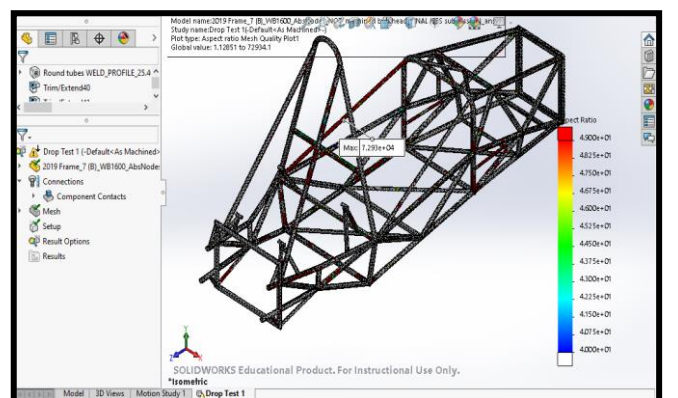 Model name:2019 Frame_7 (B)_WB1600_AbsNode
Study name:Drop Test 1(-Default<As Machined>-)
Plot type: Aspect ratio Mesh Quality Plot1
Global value: 1.12851 to 72934.1
Round tubes WELD_PROFILE_25.4
Trim/Extend40
Drop Test 1 (-Default<As Machined>
2019 Frame_7 (B)_WB1600_AbsNode
Connections
Component Contacts
Mesh
Setup
Result Options
Results
Max: 7.293e+04
Aspect Ratio
4.900e+01
4.825e+01
4.750e+01
4.675e+01
4.600e+01
4.525e+01
4.450e+01
4.375e+01
4.300e+01
4.225e+01
4.150e+01
4.075e+01
4.000e+01
Y
Z
X
SOLIDWORKS Educational Product. For Instructional Use Only.
*Isometric
Model
3D Views
Motion Study 1
Drop Test 1